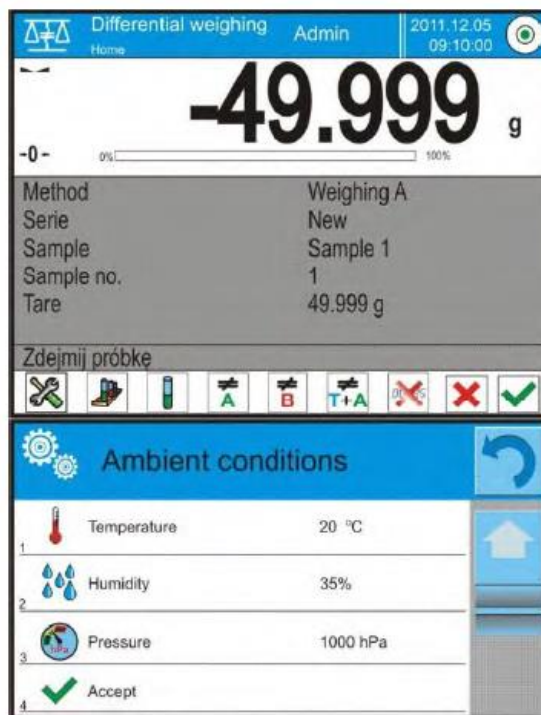 Differential weighing Admin 2011.12.05
Home 09:10:00
-49.999 g
-0- 0% 100%
Method Weighing A
Serie New
Sample Sample 1
Sample no. 1
Tare 49.999 g
Zdejmij próbkę
≠ ≠ ≠
A B T+A
Ambient conditions
1 Temperature 20 °C
2 Humidity 35%
hPa
3 Pressure 1000 hPa
4 Accept